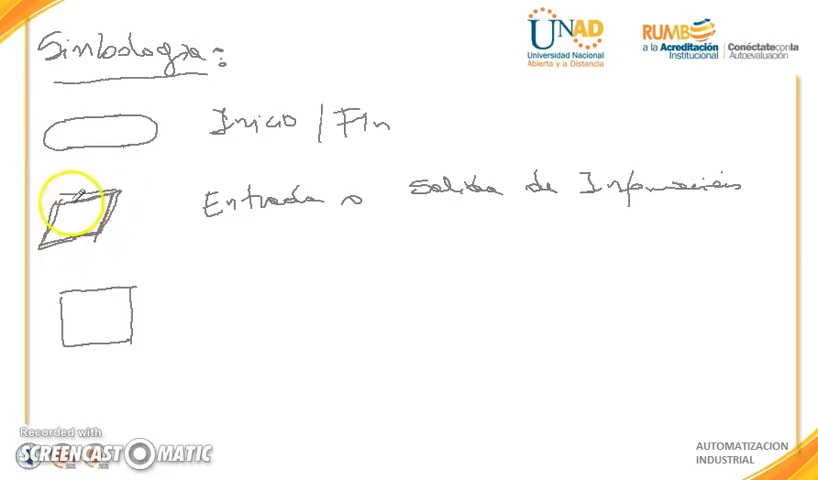 Simbología:
UNAD
Universidad Nacional
Abierta y a Distancia
RUMBO
a la Acreditación
Institucional
Conéctate con la
Autoevaluación
Inicio / Fin
Entrada o Salida de Información
Recorded with
SCREENCAST MATIC
AUTOMATIZACION
INDUSTRIAL